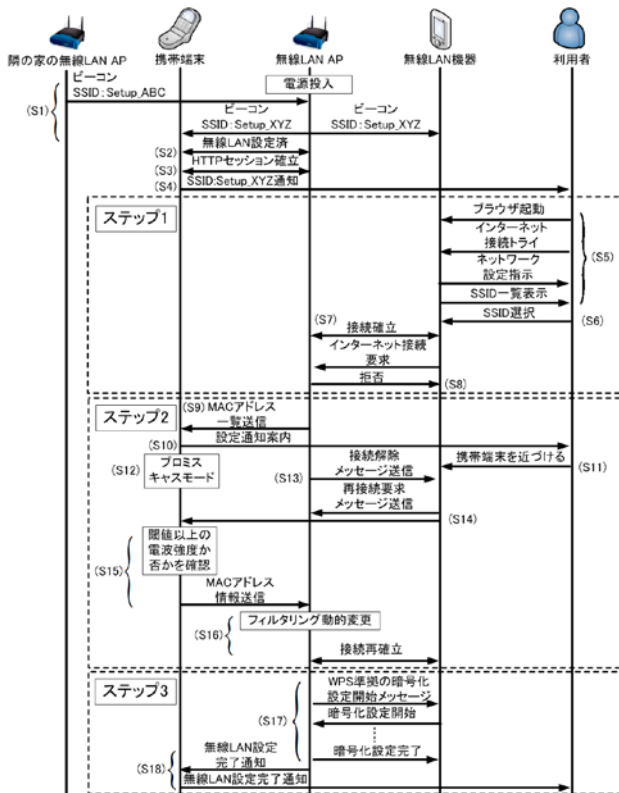 隣の家の無線LAN AP
携帯端末
無線LAN AP
無線LAN機器
利用者
ビーコン
SSID：Setup_ABC
(S1)
電源投入
ビーコン
SSID：Setup_XYZ
ビーコン
SSID：Setup_XYZ
無線LAN設定済
(S2)
HTTPセッション確立
(S3)
SSID:Setup_XYZ通知
(S4)
ステップ1
ブラウザ起動
インターネット
接続トライ
ネットワーク
設定指示
(S5)
SSID一覧表示
SSID選択
(S6)
(S7)
接続確立
インターネット接続
要求
拒否
(S8)
ステップ2
(S9)
MACアドレス
一覧送信
設定通知案内
(S10)
(S12)
プロミス
キャスモード
(S13)
接続解除
メッセージ送信
携帯端末を近づける
(S11)
再接続要求
メッセージ送信
(S14)
閾値以上の
電波強度か
否かを確認
(S15)
MACアドレス
情報送信
(S16)
フィルタリング動的変更
接続再確立
ステップ3
WPS準拠の暗号化
設定開始メッセージ
(S17)
暗号化設定開始
暗号化設定完了
無線LAN設定
完了通知
(S18)
無線LAN設定完了通知